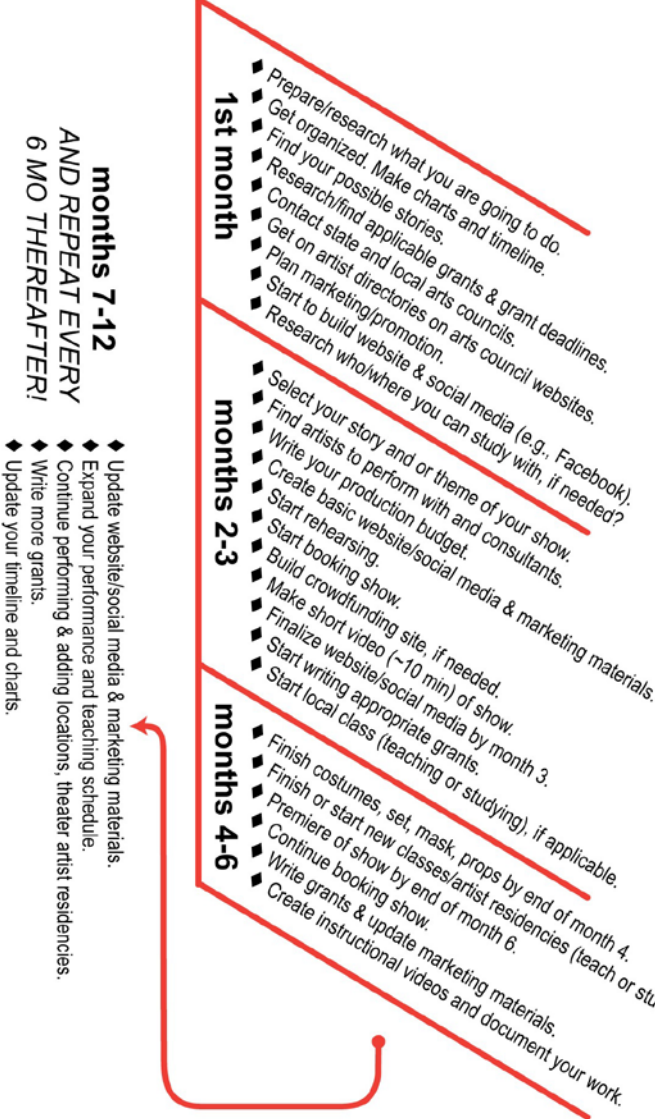 1st month
Prepare/research what you are going to do.
Get organized. Make charts and timeline.
Find your possible stories.
Research/find applicable grants & grant deadlines.
Contact state and local arts councils.
Get on artist directories on arts council websites.
Plan marketing/promotion.
Start to build website & social media (e.g., Facebook).
Research who/where you can study with, if needed?
months 2-3
Select your story and or theme of your show.
Find artists to perform with and consultants.
Write your production budget.
Create basic website/social media & marketing materials.
Start rehearsing.
Start booking show.
Build crowdfunding site, if needed.
Make short video (~10 min) of show.
Finalize website/social media by month 3.
Start writing appropriate grants.
Start local class (teaching or studying), if applicable.
months 4-6
Finish costumes, set, mask, props by end of month 4.
Finish or start new classes/artist residencies (teach or stu
Premiere of show by end of month 6.
Continue booking show.
Write grants & update marketing materials.
Create instructional videos and document your work.
months 7-12
AND REPEAT EVERY
6 MO THEREAFTER!
♦ Update website/social media & marketing materials.
♦ Expand your performance and teaching schedule.
♦ Continue performing & adding locations, theater artist residencies.
♦ Write more grants.
♦ Update your timeline and charts.